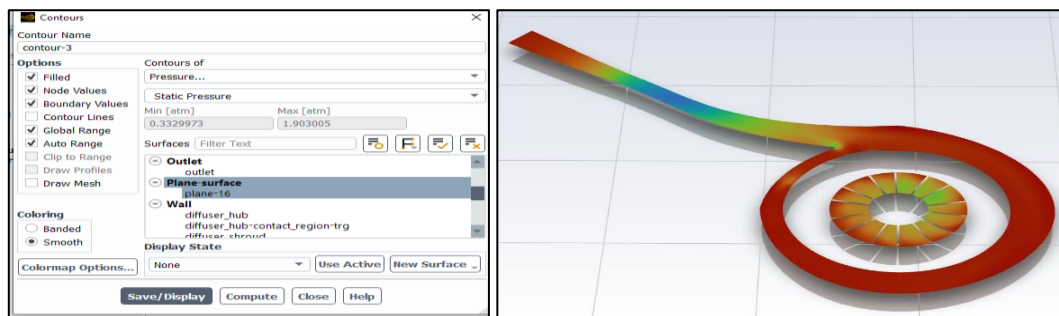 Contours
Contour Name
contour-3
Options
Filled
Node Values
Boundary Values
Contour Lines
Global Range
Auto Range
Clip to Range
Draw Profiles
Draw Mesh
Coloring
Banded
Smooth
Colormap Options...
Contours of
Pressure...
Static Pressure
Min [atm] Max [atm]
0.3329973 1.903005
Surfaces Filter Text
Outlet
outlet
Plane-surface
plane-16
Wall
diffuser_hub
diffuser_hub-contact_region-trg
diffuser_shroud
Display State
None Use Active New Surface
Save/Display Compute Close Help